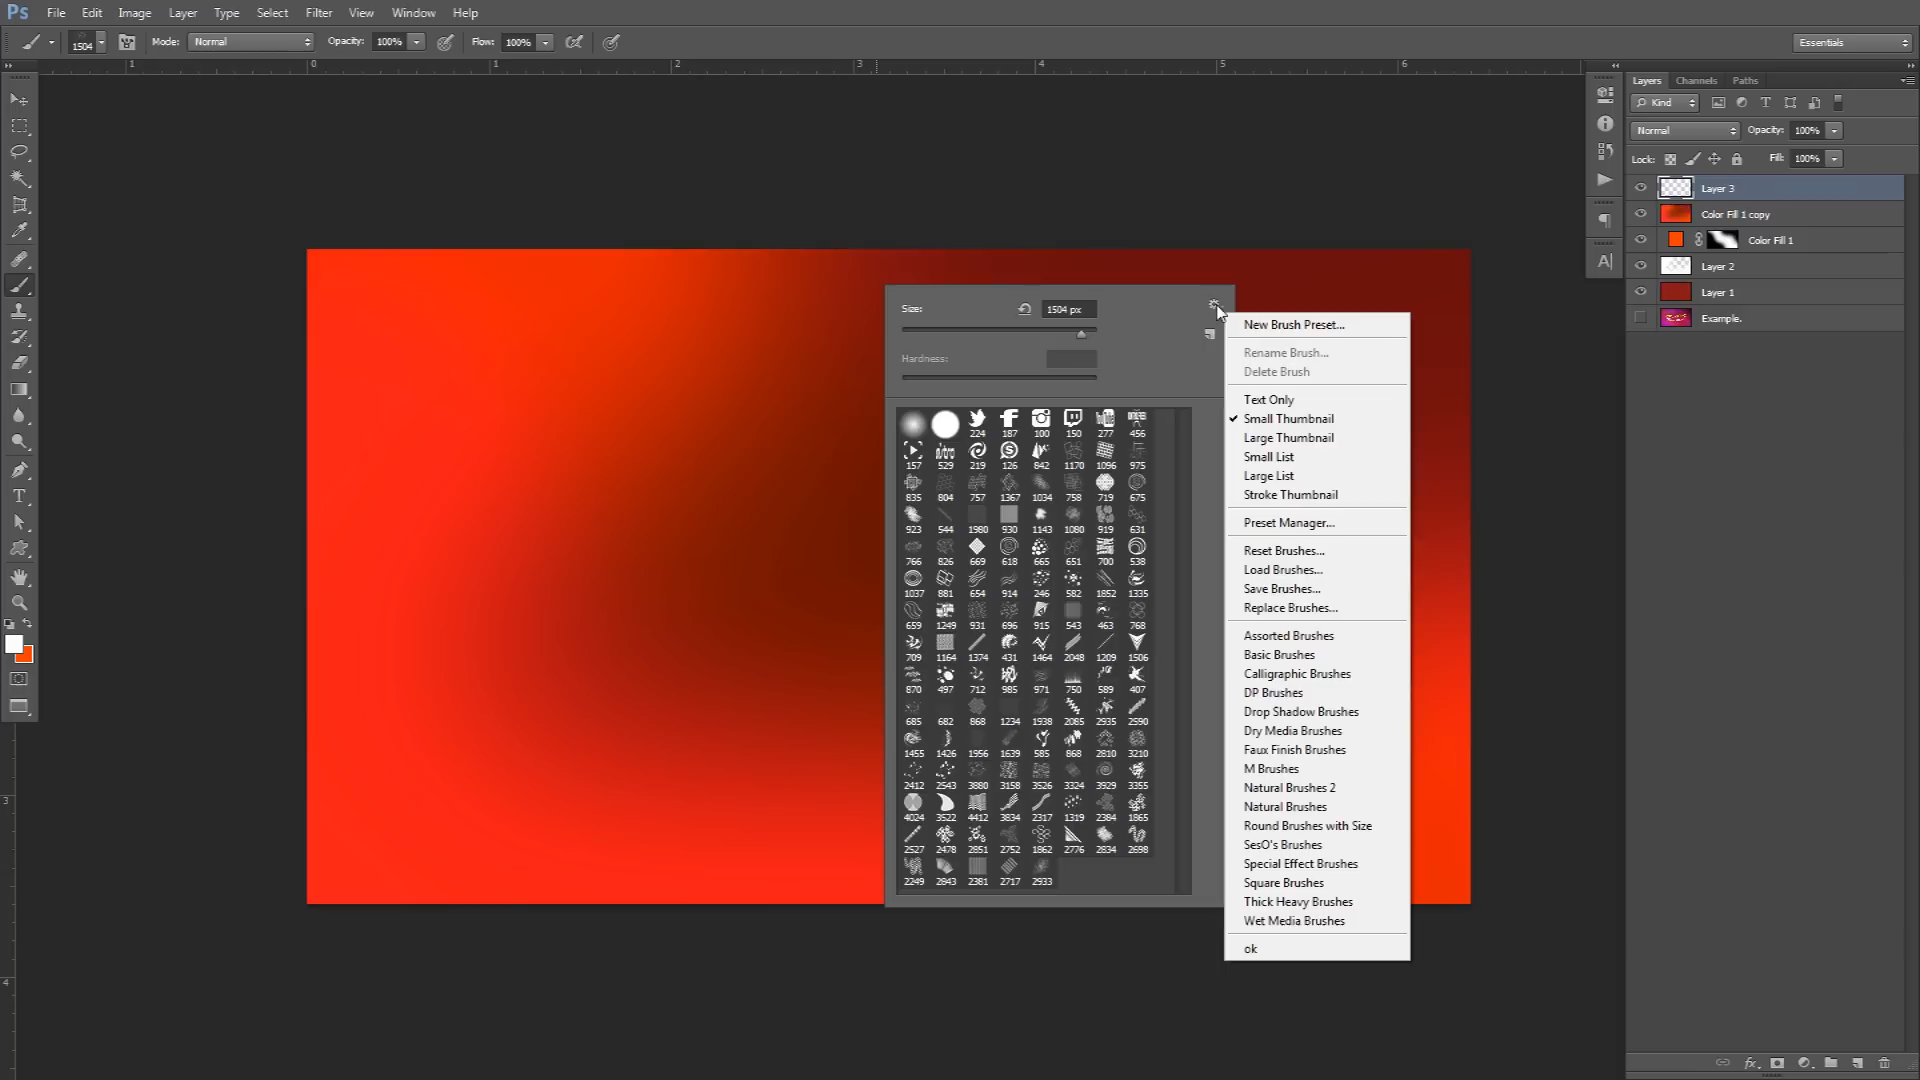 Ps File Edit Image Layer Type Select Filter View Window Help
1504 Mode: Normal Opacity: 100% Flow: 100% Essentials
1 0 1 2 3 4 5 6
Layers Channels Paths
Kind
Normal Opacity: 100%
Lock: Fill: 100%
Layer 3
Color Fill 1 copy
Color Fill 1
Layer 2
Layer 1
Example.
Size: 1504 px
Hardness:
224 187 100 150 277 456
157 529 219 126 842 1170 1096 975
835 804 757 1367 1034 758 719 675
923 544 1980 930 1143 1080 919 631
766 826 669 618 665 651 700 538
1037 881 654 914 246 582 1852 1335
659 1249 931 696 915 543 463 768
709 1164 1374 431 1464 2048 1209 1506
870 497 712 985 971 750 589 407
685 682 868 1234 1938 2085 2935 2590
1455 1426 1956 1639 585 868 2810 3210
2412 2543 3880 3158 3526 3324 3929 3355
4024 3522 4412 3834 2317 1319 2384 1865
2527 2478 2851 2752 1862 2776 2834 2698
2249 2843 2381 2717 2933
New Brush Preset...
Rename Brush...
Delete Brush
Text Only
Small Thumbnail
Large Thumbnail
Small List
Large List
Stroke Thumbnail
Preset Manager...
Reset Brushes...
Load Brushes...
Save Brushes...
Replace Brushes...
Assorted Brushes
Basic Brushes
Calligraphic Brushes
DP Brushes
Drop Shadow Brushes
Dry Media Brushes
Faux Finish Brushes
M Brushes
Natural Brushes 2
Natural Brushes
Round Brushes with Size
SesO's Brushes
Special Effect Brushes
Square Brushes
Thick Heavy Brushes
Wet Media Brushes
ok
3
4